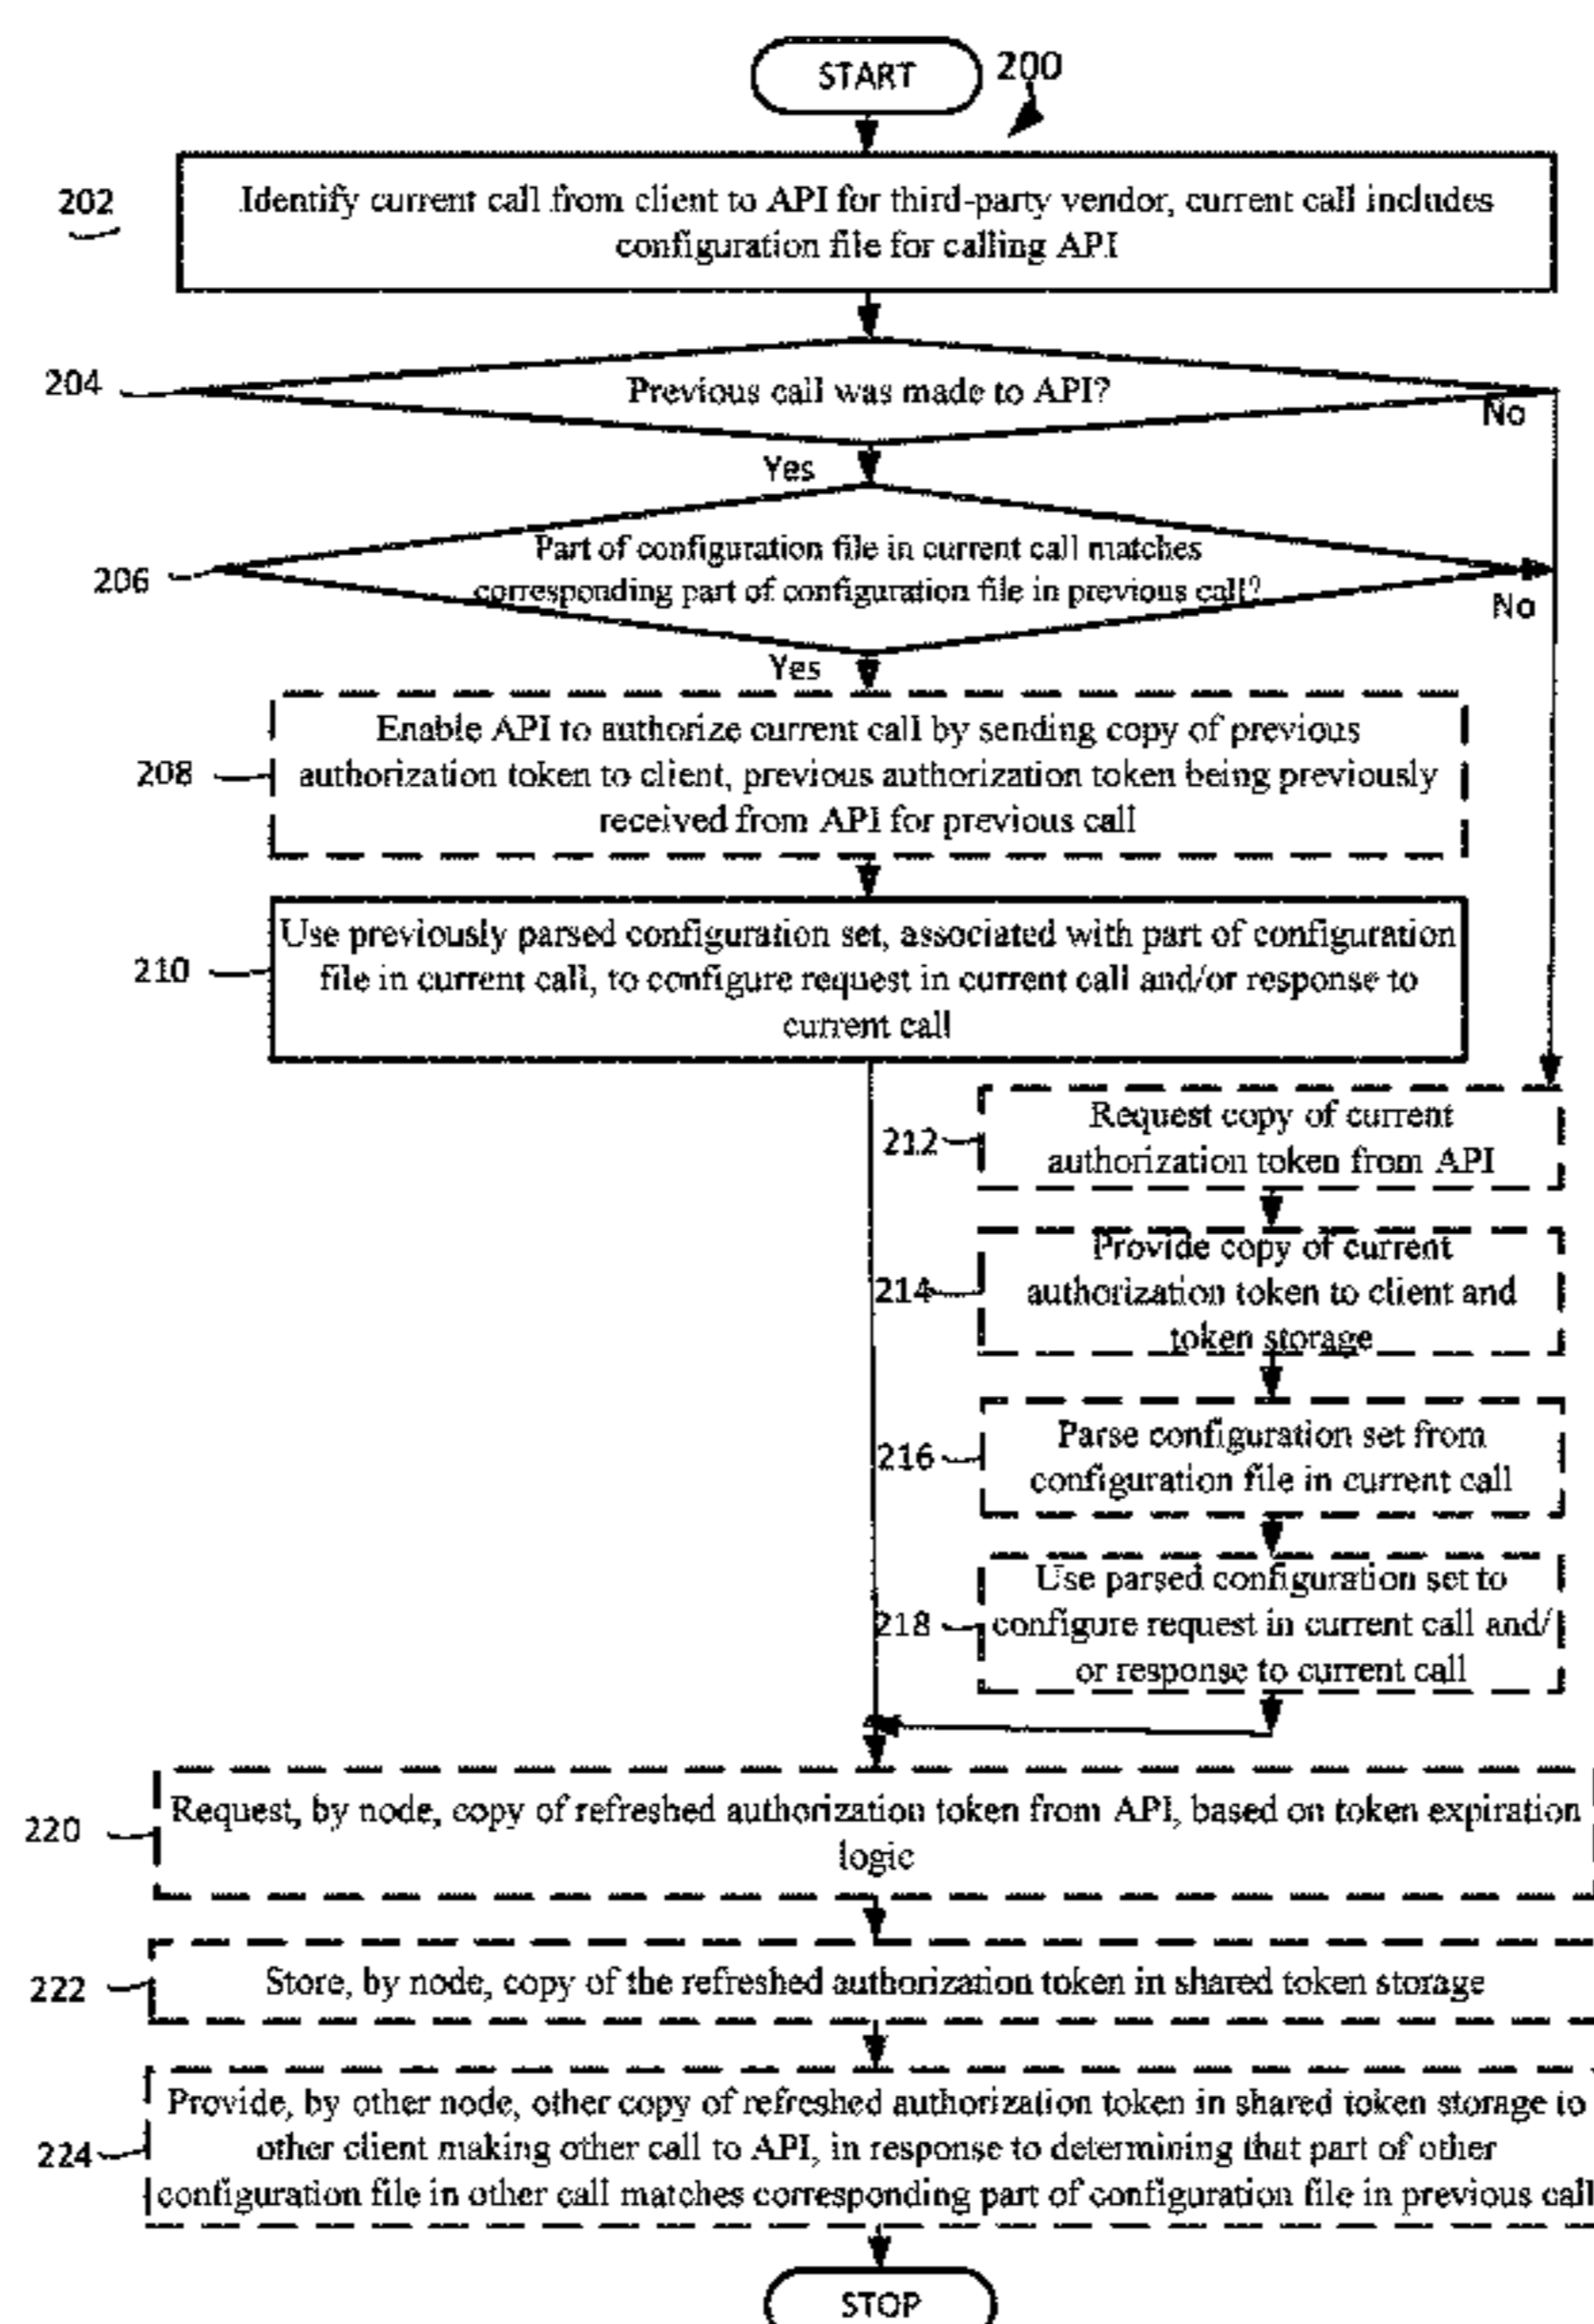 START
200
202
Identify current call from client to API for third-party vendor, current call includes
configuration file for calling API
204
Previous call was made to API?
No
Yes
Part of configuration file in current call matches
206
corresponding part of configuration file in previous call?
No
Yes
Enable API to authorize current call by sending copy of previous
208
authorization token to client, previous authorization token being previously
received from API for previous call
Use previously parsed configuration set, associated with part of configuration
210
file in current call, to configure request in current call and/or response to
current call
Request copy of current
212
authorization token from API
Provide copy of current
214
authorization token to client and
token storage
Parse configuration set from
216
configuration file in current call
Use parsed configuration set to
218
configure request in current call and/
or response to current call
Request, by node, copy of refreshed authorization token from API, based on token expiration
220
logic
222
Store, by node, copy of the refreshed authorization token in shared token storage
Provide, by other node, other copy of refreshed authorization token in shared token storage to
224
other client making other call to API, in response to determining that part of other
configuration file in other call matches corresponding part of configuration file in previous call
STOP